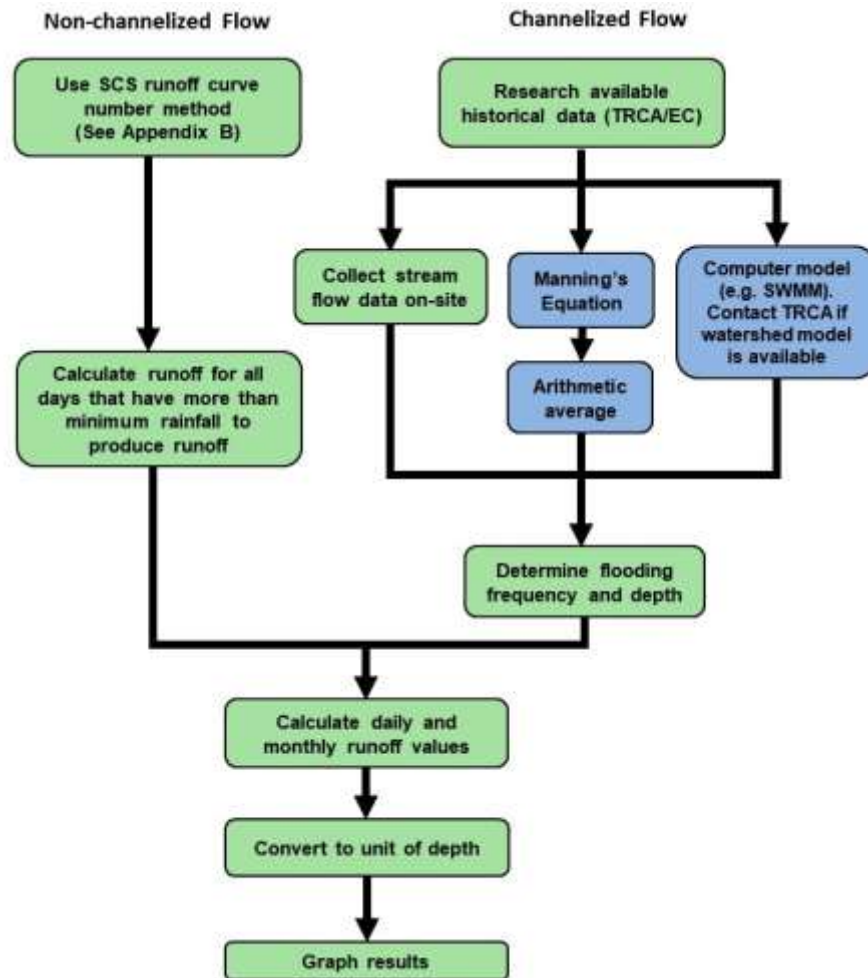 Non-channelized Flow
Channelized Flow
Use SCS runoff curve
number method
(See Appendix B)
Research available
historical data (TRCA/EC)
Collect stream
flow data on-site
Manning's
Equation
Computer model
(e.g. SWMM).
Contact TRCA if
watershed model
is available
Calculate runoff for all
days that have more than
minimum rainfall to
produce runoff
Arithmetic
average
Determine flooding
frequency and depth
Calculate daily and
monthly runoff values
Convert to unit of depth
Graph results